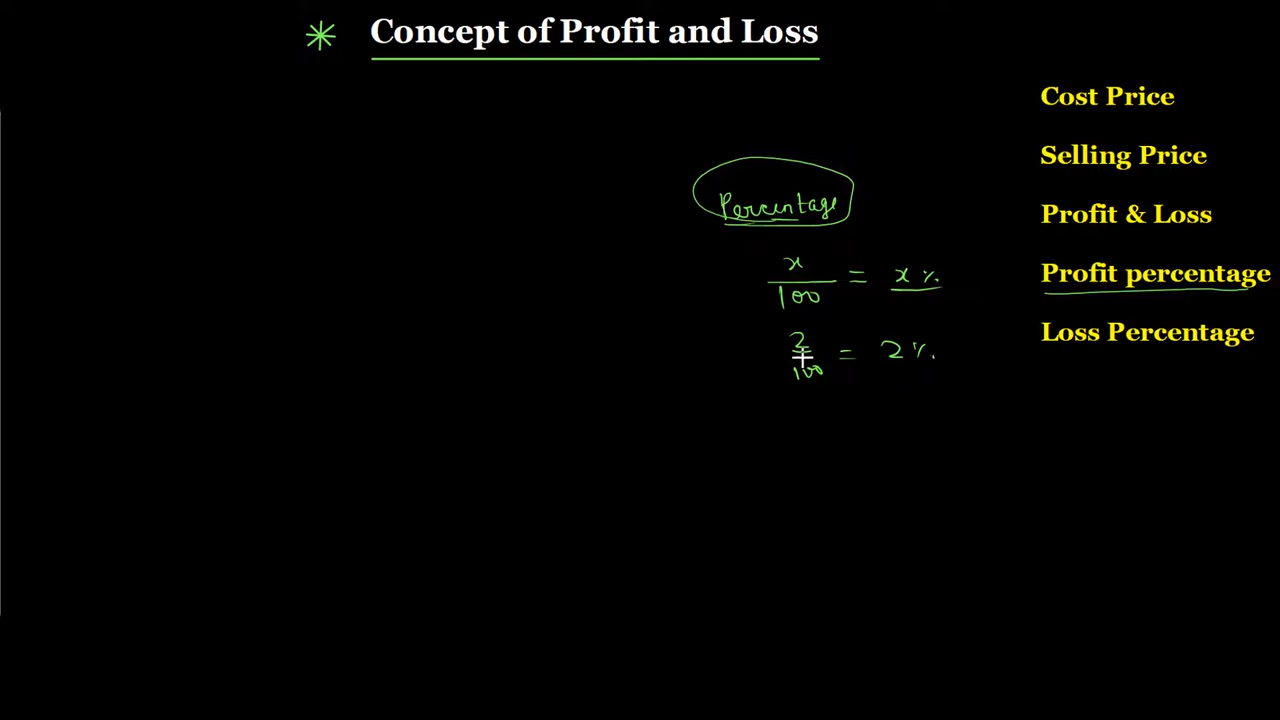 * Concept of Profit and Loss
Cost Price
Selling Price
Profit & Loss
Profit percentage
Loss Percentage
Percentage
x/100 = x %
2/100 = 2 %